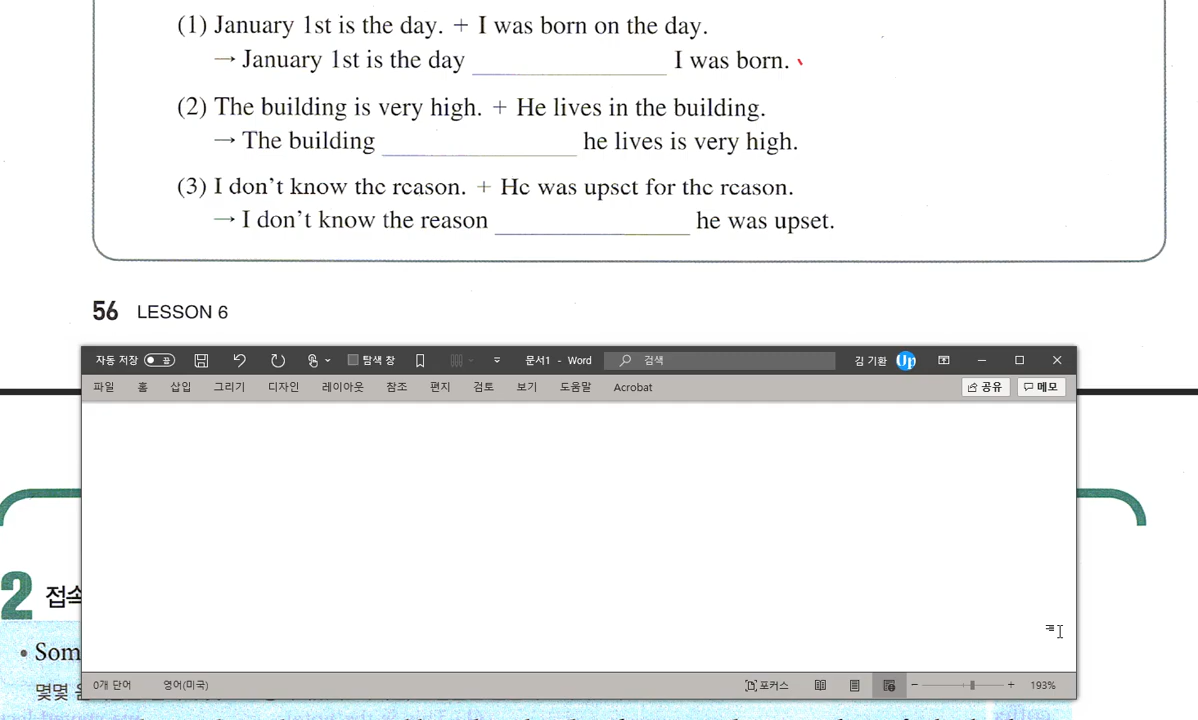 (1) January 1st is the day. + I was born on the day.
→ January 1st is the day ____________ I was born.
(2) The building is very high. + He lives in the building.
→ The building ____________ he lives is very high.
(3) I don't know the reason. + He was upset for the reason.
→ I don't know the reason ____________ he was upset.
56 LESSON 6
자동 저장 끔 탐색 창 문서1 - Word 검색 김 기환 Up
파일 홈 삽입 그리기 디자인 레이아웃 참조 편지 검토 보기 도움말 Acrobat 공유 메모
2 접속
• Som
0개 단어 영어(미국) 포커스 193%
몇몇